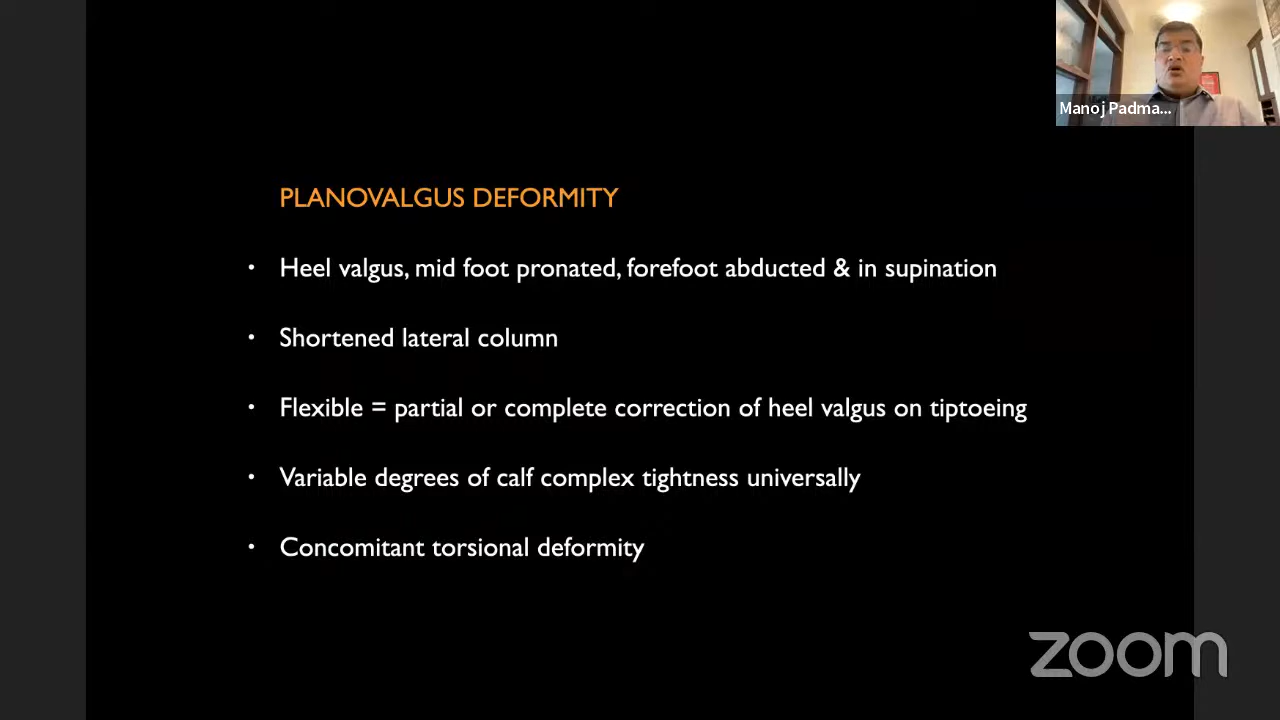 Manoj Padma...
PLANOVALGUS DEFORMITY
• Heel valgus, mid foot pronated, forefoot abducted & in supination
• Shortened lateral column
• Flexible = partial or complete correction of heel valgus on tiptoeing
• Variable degrees of calf complex tightness universally
• Concomitant torsional deformity
zoom